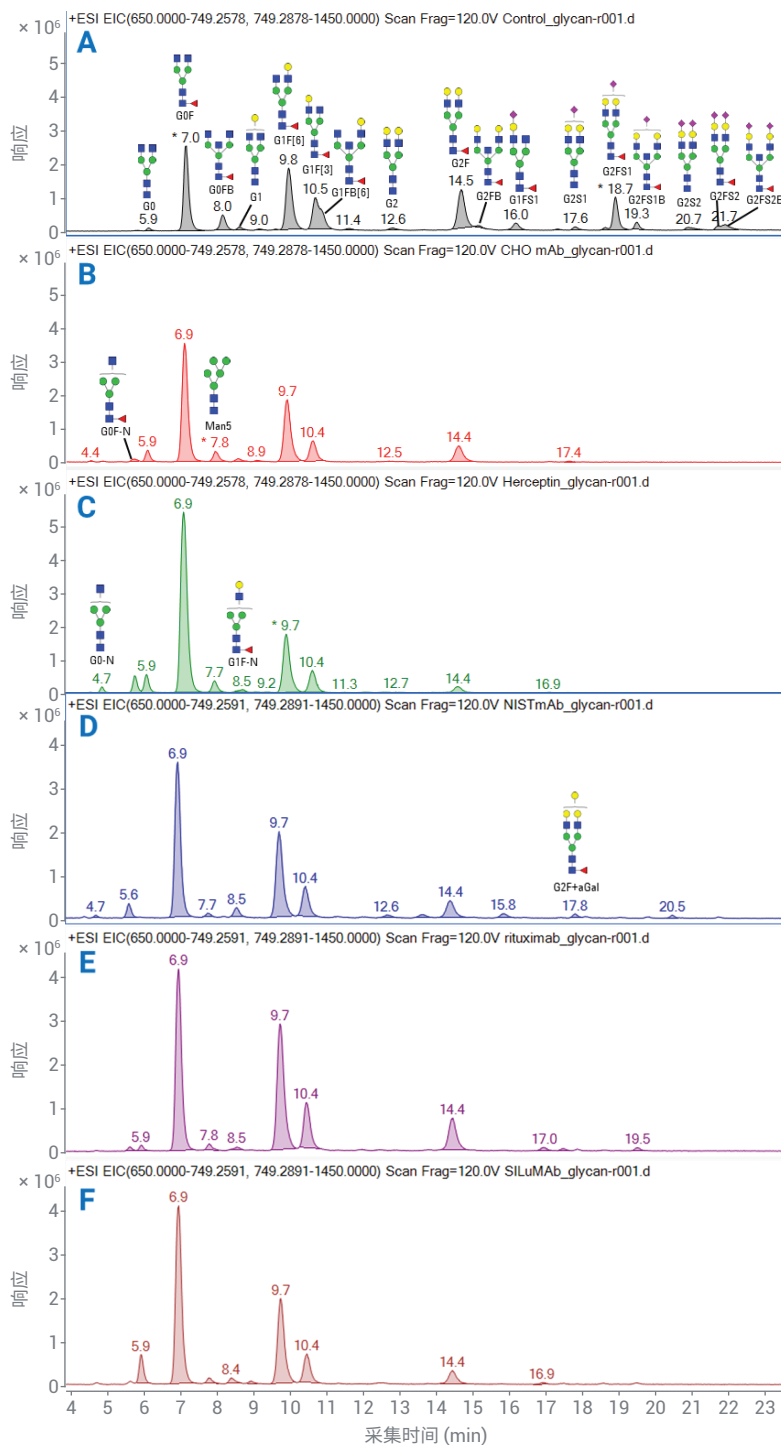 +ESI EIC(650.0000-749.2578, 749.2878-1450.0000) Scan Frag=120.0V Control_glycan-r001.d
× 10⁶
A
响应
5
4
3
2
1
0
G0
5.9
G0F
* 7.0
G0FB
8.0
G1
9.0
G1F[6]
9.8
G1F[3]
10.5
G1FB[6]
11.4
G2
12.6
G2F
14.5
G2FB
G1FS1
16.0
G2S1
17.6
G2FS1
* 18.7
G2FS1B
19.3
G2S2
20.7
G2FS2
21.7
G2FS2B
+ESI EIC(650.0000-749.2578, 749.2878-1450.0000) Scan Frag=120.0V CHO mAb_glycan-r001.d
× 10⁶
B
响应
5
4
3
2
1
0
4.4
G0F-N
5.9
6.9
Man5
* 7.8
8.9
9.7
10.4
12.5
14.4
17.4
+ESI EIC(650.0000-749.2578, 749.2878-1450.0000) Scan Frag=120.0V Herceptin_glycan-r001.d
× 10⁶
C
响应
5
4
3
2
1
0
G0-N
4.7
5.9
6.9
7.7
G1F-N
8.5
9.2
* 9.7
10.4
11.3
12.7
14.4
16.9
+ESI EIC(650.0000-749.2591, 749.2891-1450.0000) Scan Frag=120.0V NISTmAb_glycan-r001.d
× 10⁶
D
响应
4
3
2
1
0
4.7
5.6
6.9
7.7
8.5
9.7
10.4
12.6
14.4
15.8
G2F+aGal
17.8
20.5
+ESI EIC(650.0000-749.2591, 749.2891-1450.0000) Scan Frag=120.0V rituximab_glycan-r001.d
× 10⁶
E
响应
4
3
2
1
0
5.9
6.9
7.8
8.5
9.7
10.4
14.4
17.0
19.5
+ESI EIC(650.0000-749.2591, 749.2891-1450.0000) Scan Frag=120.0V SILuMAb_glycan-r001.d
× 10⁶
F
响应
4
3
2
1
0
5.9
6.9
8.4
9.7
10.4
14.4
16.9
4 5 6 7 8 9 10 11 12 13 14 15 16 17 18 19 20 21 22 23
采集时间 (min)